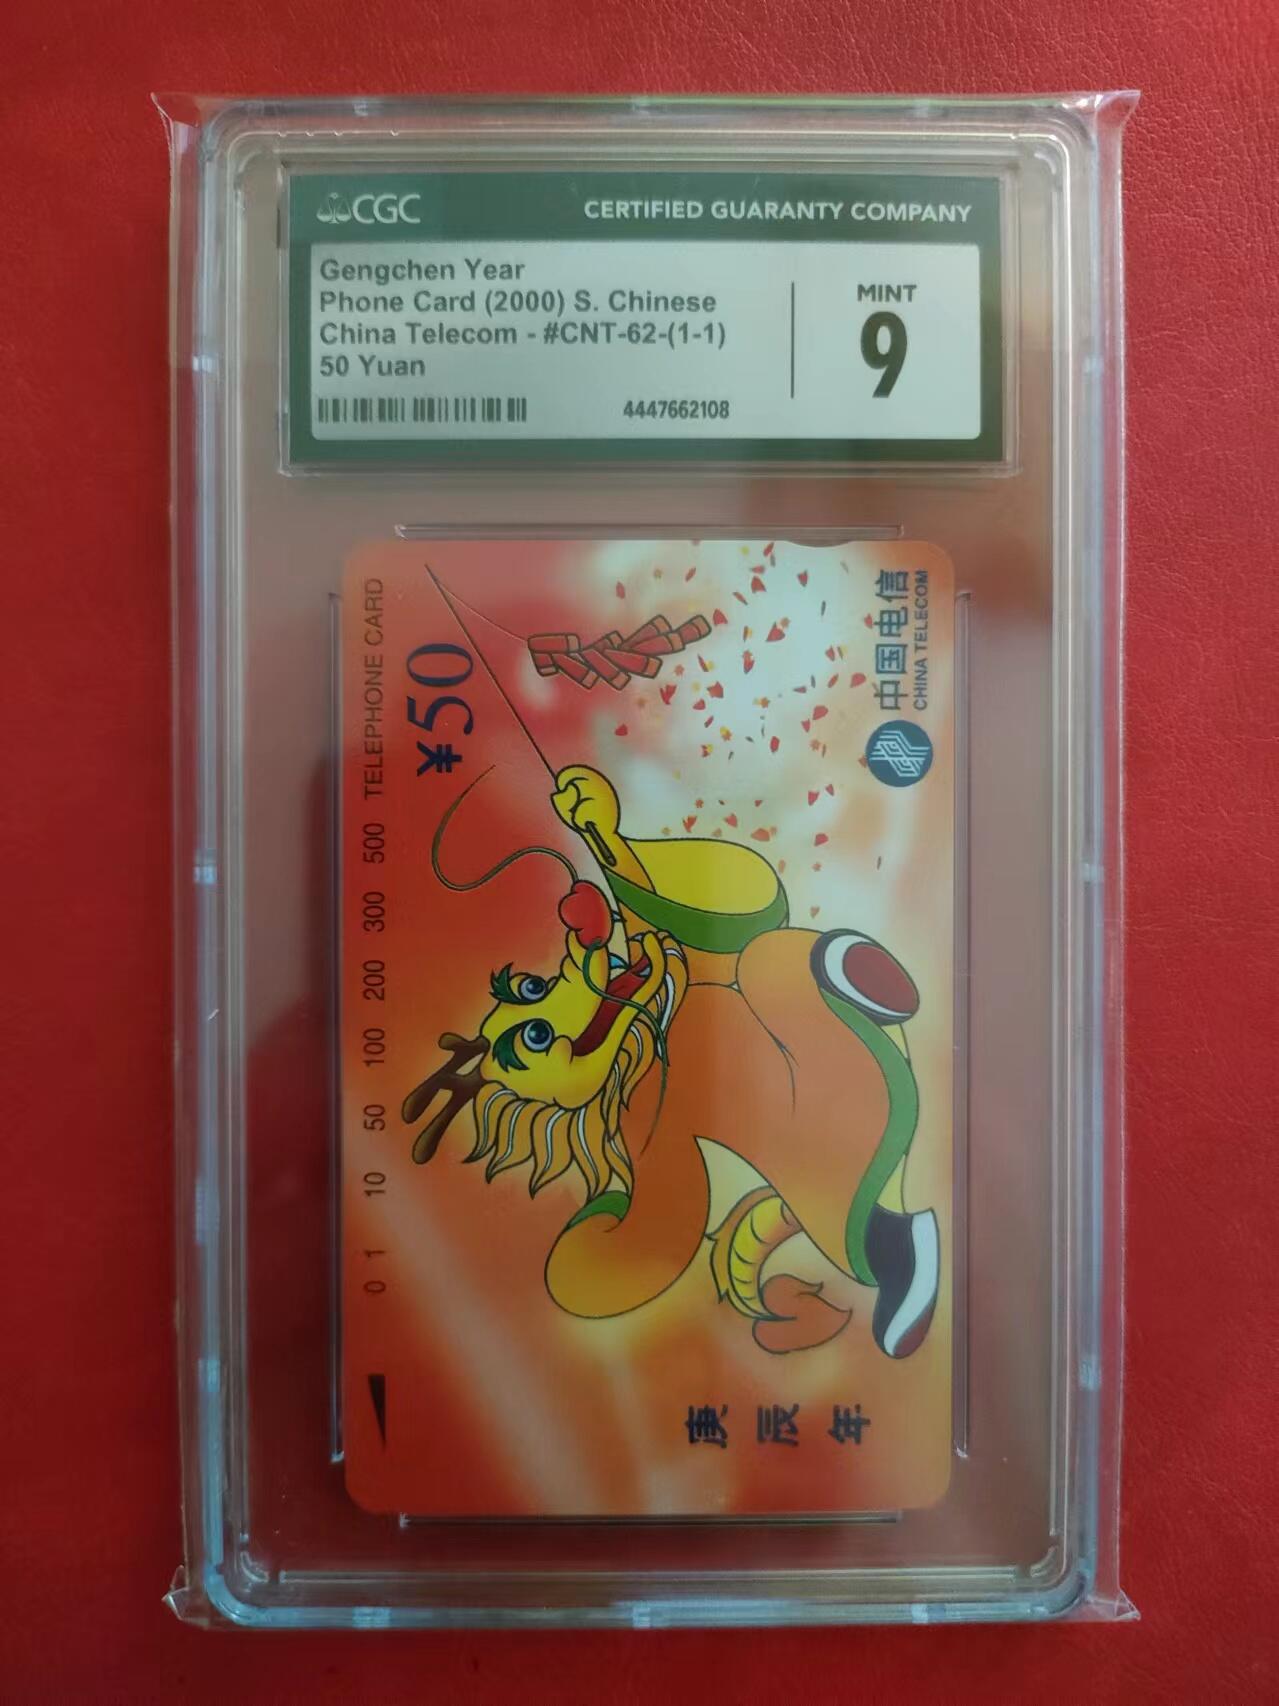 CGC
CERTIFIED GUARANTY COMPANY
Gengchen Year
Phone Card (2000) S. Chinese
China Telecom - #CNT-62-(1-1)
50 Yuan
4447662108
MINT
9
0 1 10 50 100 200 300 500 TELEPHONE CARD
¥50
中国电信
CHINA TELECOM
庚辰年